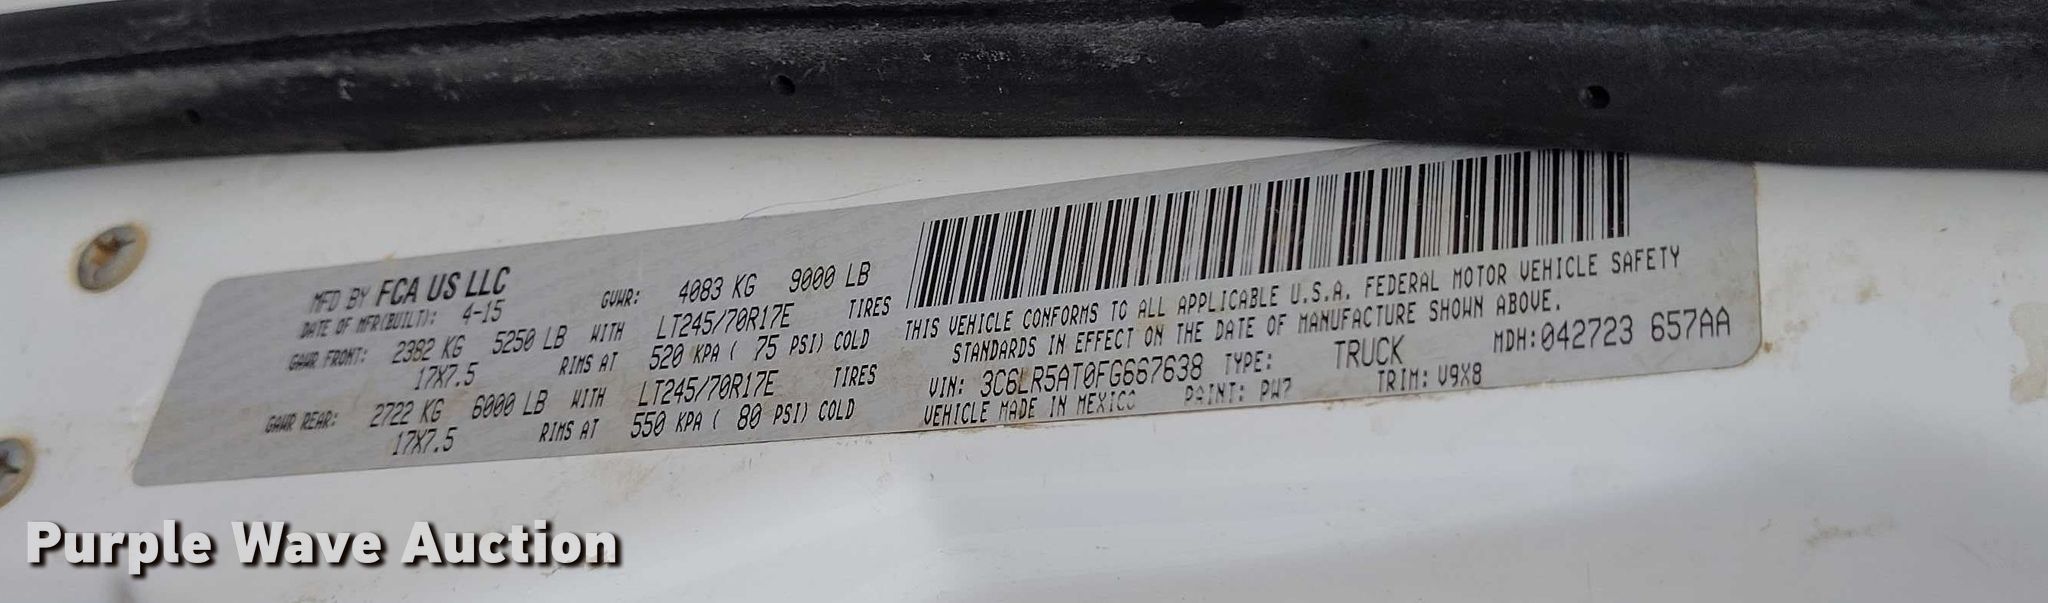 MFD BY FCA US LLC
DATE OF MFR(BUILT): 4-15 GVWR: 4083 KG 9000 LB
GAWR FRONT: 2382 KG 5250 LB WITH LT245/70R17E TIRES
17X7.5 RIMS AT 520 KPA ( 75 PSI) COLD
GAWR REAR: 2722 KG 6000 LB WITH LT245/70R17E TIRES
17X7.5 RIMS AT 550 KPA ( 80 PSI) COLD
THIS VEHICLE CONFORMS TO ALL APPLICABLE U.S.A. FEDERAL MOTOR VEHICLE SAFETY
STANDARDS IN EFFECT ON THE DATE OF MANUFACTURE SHOWN ABOVE.
VIN: 3C6LR5AT0FG667638 TYPE: TRUCK MDH:042723 657AA
VEHICLE MADE IN MEXICO PAINT: PW7 TRIM: V9X8
Purple Wave Auction